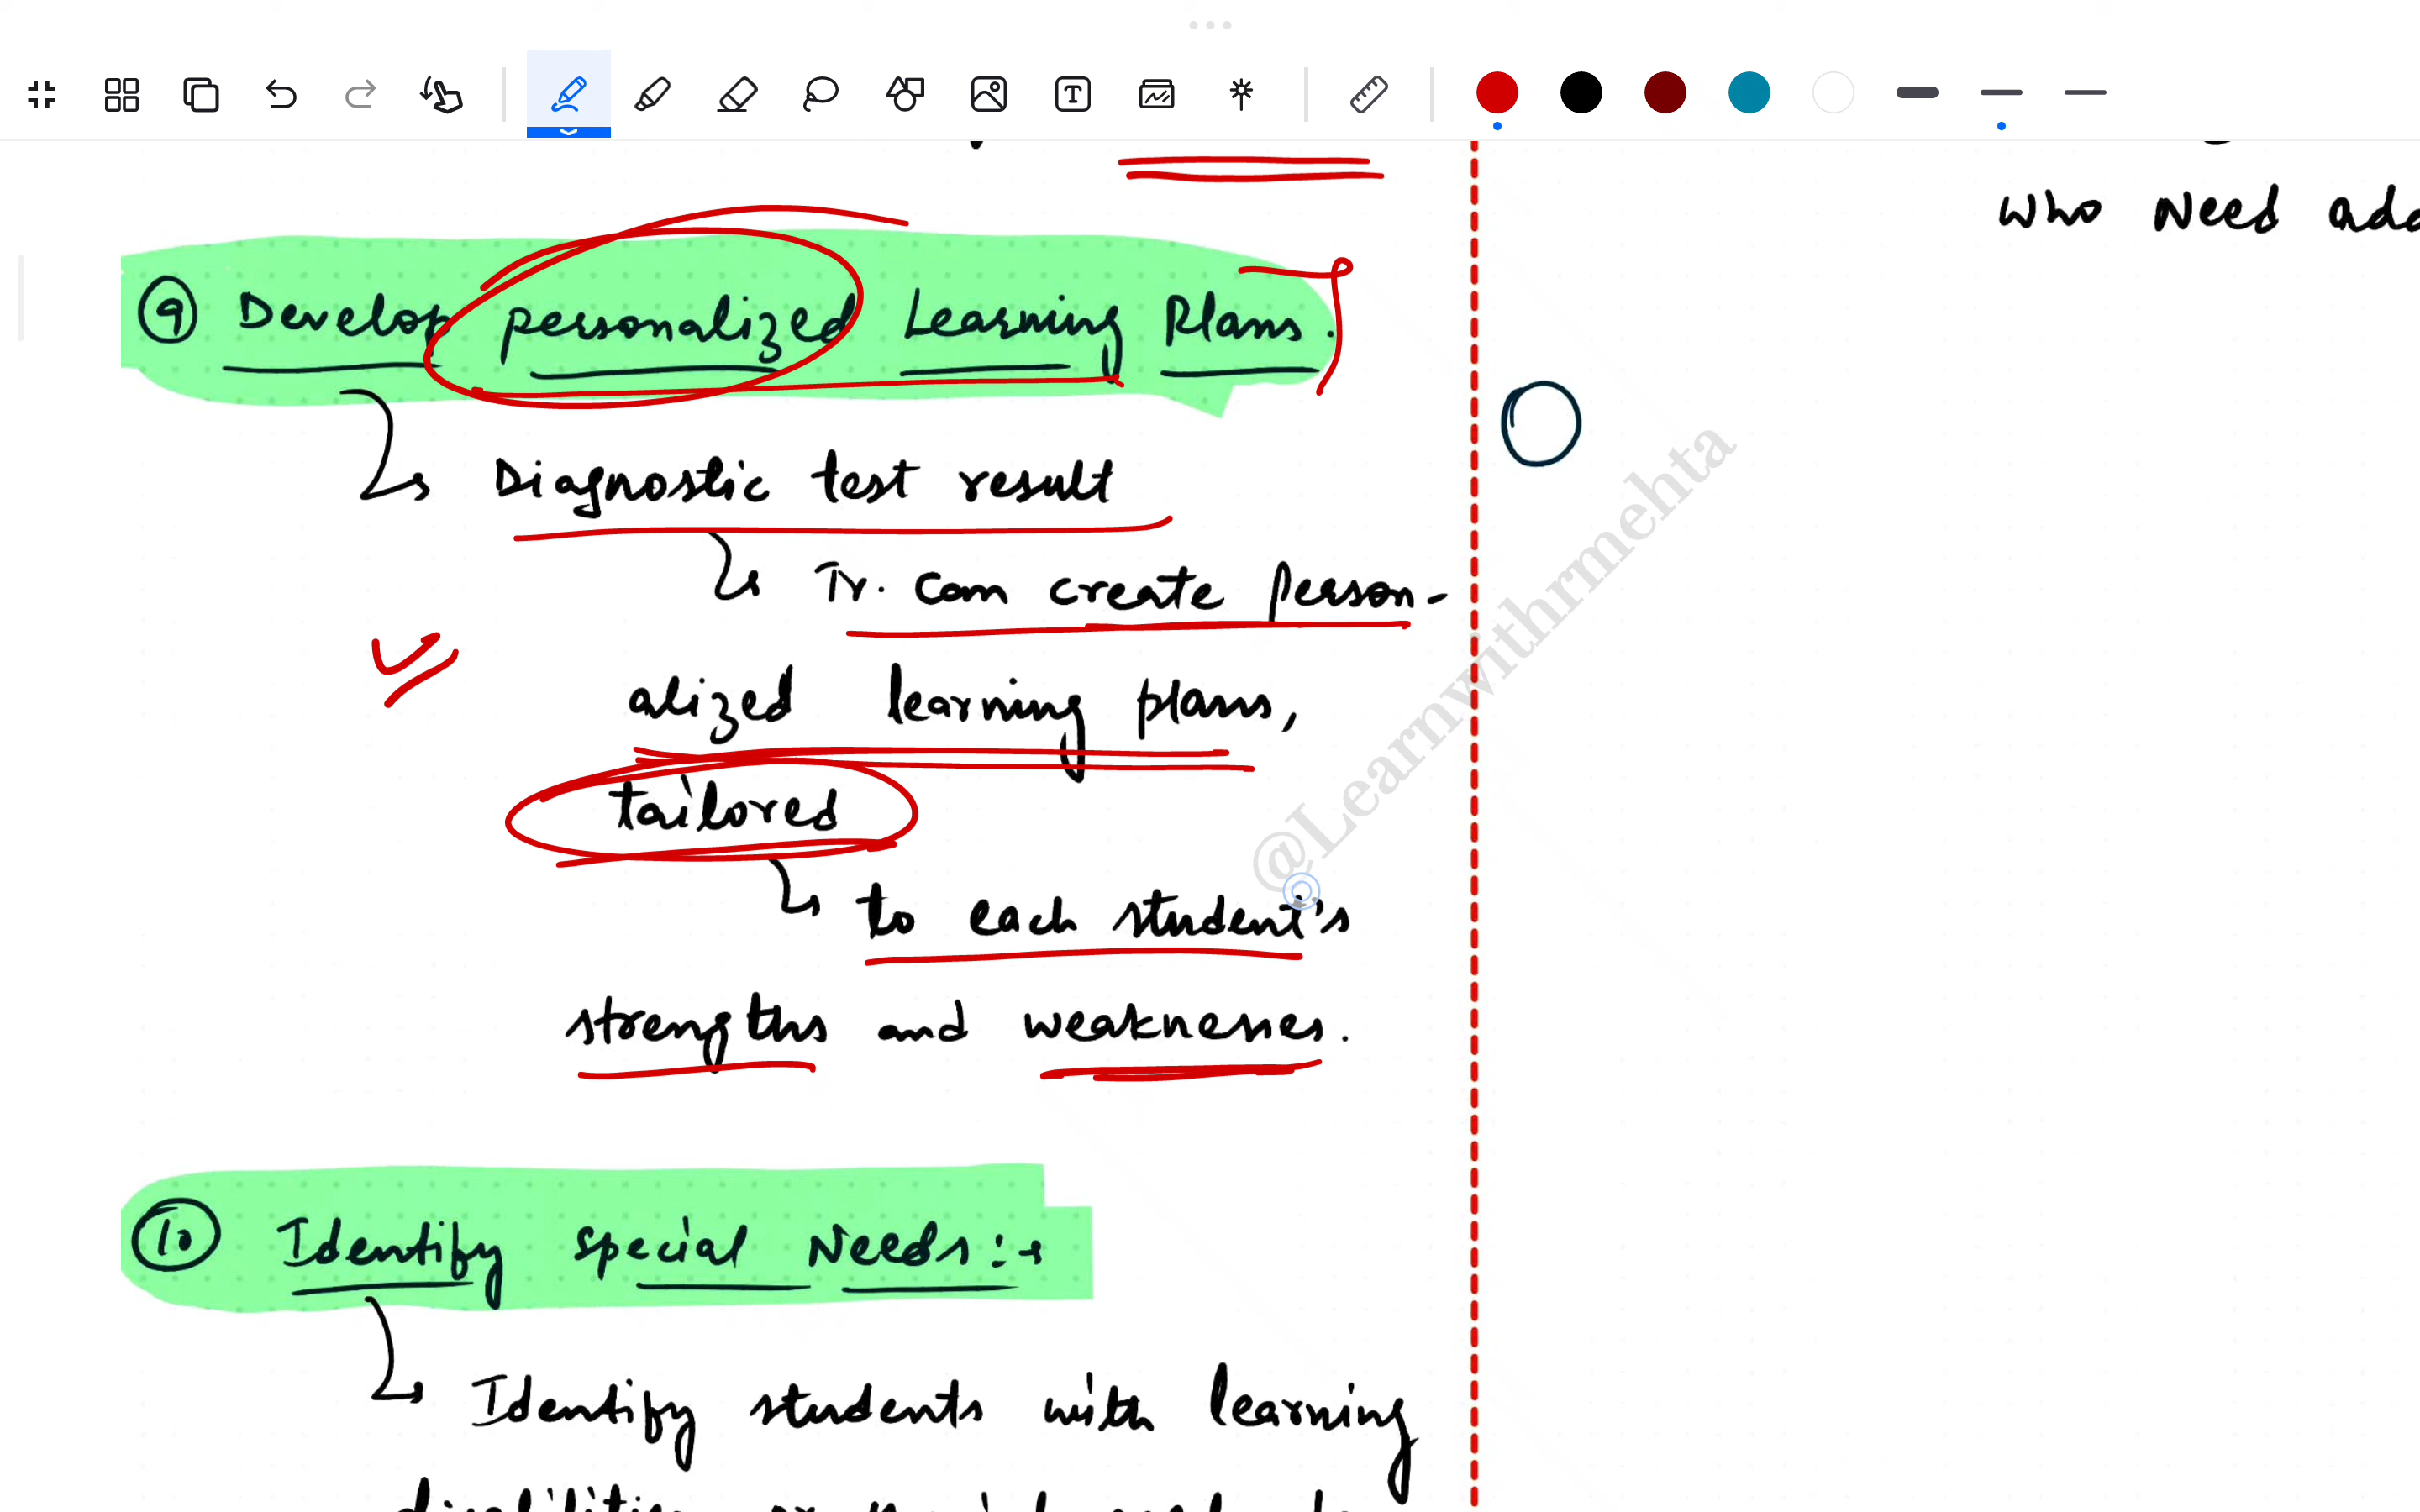 who Need add
⑨ Develop personalized Learning Plans.
Diagnostic test result
Tr. can create person-
alized learning plans,
tailored
to each student's
strengths and weaknesses.
@Learnwithrmehta
⑩ Identify special Needs:→
Identify students with learning